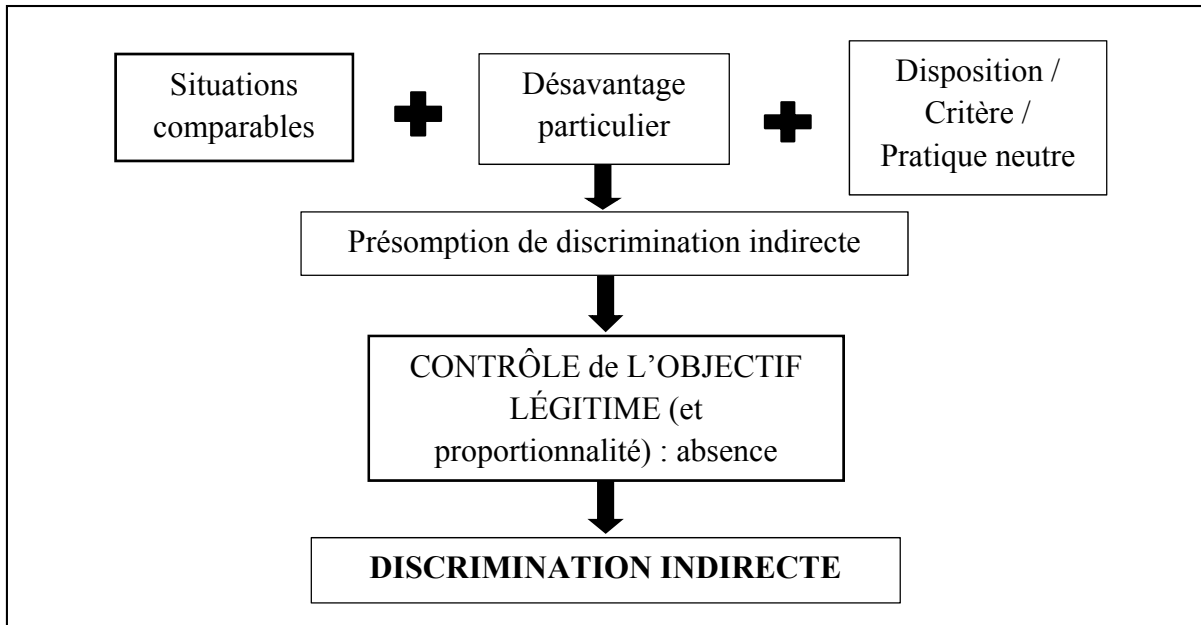 Situations
comparables
Désavantage
particulier
Disposition /
Critère /
Pratique neutre
Présomption de discrimination indirecte
CONTRÔLE de L’OBJECTIF
LÉGITIME (et
proportionnalité) : absence
DISCRIMINATION INDIRECTE